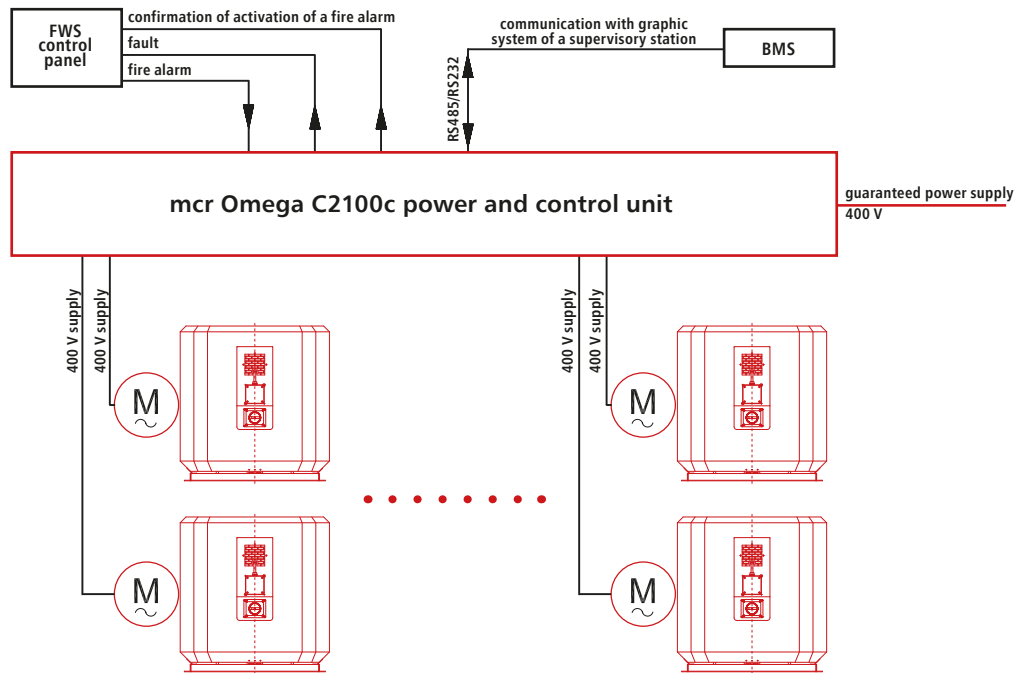 FWS
control
panel
confirmation of activation of a fire alarm
fault
fire alarm
communication with graphic
system of a supervisory station
BMS
RS485/RS232
mcr Omega C2100c power and control unit
guaranteed power supply
400 V
400 V supply
400 V supply
400 V supply
400 V supply
M
M
M
M